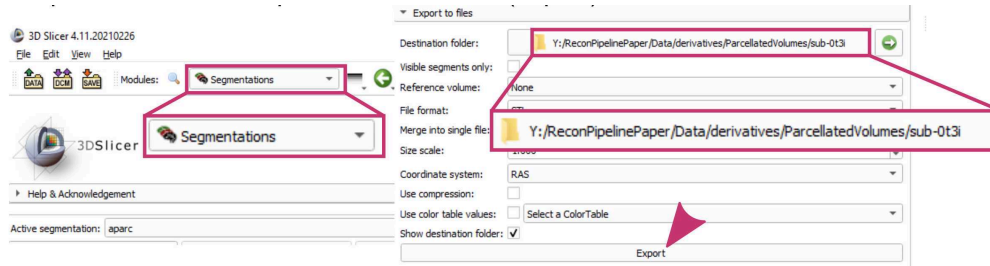 3D Slicer 4.11.20210226
File Edit View Help
DATA DCM SAVE Modules: Segmentations
Segmentations
3DSlicer
Help & Acknowledgement
Active segmentation: aparc
Export to files
Destination folder: Y:/ReconPipelinePaper/Data/derivatives/ParcellatedVolumes/sub-0t3i
Visible segments only:
Reference volume: None
File format:
Merge into single file: Y:/ReconPipelinePaper/Data/derivatives/ParcellatedVolumes/sub-0t3i
Size scale:
Coordinate system: RAS
Use compression:
Use color table values: Select a ColorTable
Show destination folder:
Export